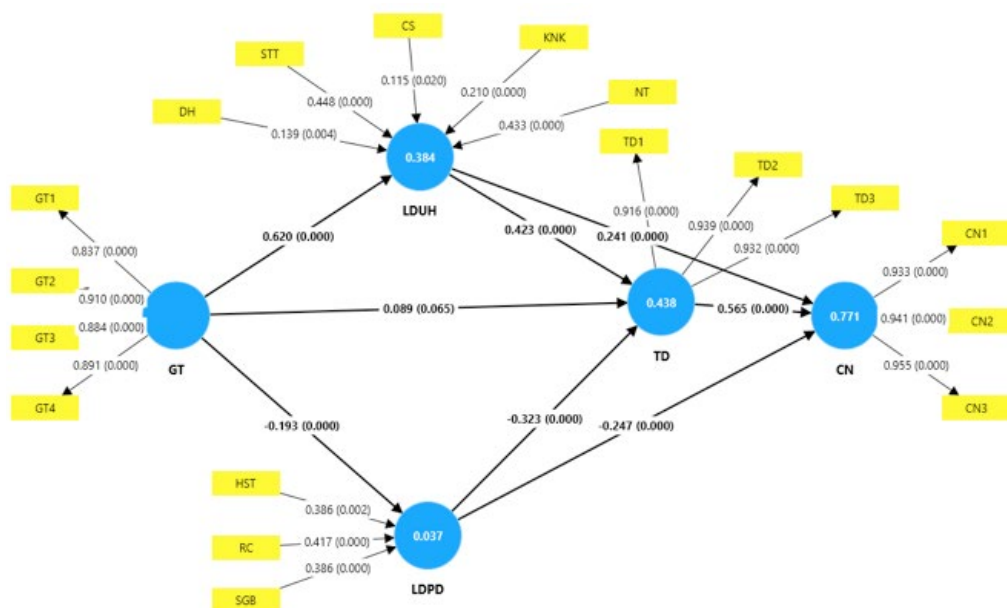 CS
KNK
STT
0.115 (0.020)
0.210 (0.000)
NT
0.448 (0.000)
DH
0.433 (0.000)
0.139 (0.004)
TD1
TD2
0.384
GT1
TD3
LDUH
0.916 (0.000)
0.939 (0.000)
CN1
0.837 (0.000)
0.620 (0.000)
0.423 (0.000)
0.241 (0.000)
0.932 (0.000)
0.933 (0.000)
GT2
0.910 (0.000)
0.089 (0.065)
0.438
0.565 (0.000)
0.771
0.941 (0.000)
CN2
GT3
0.884 (0.000)
0.891 (0.000)
GT
TD
CN
0.955 (0.000)
GT4
CN3
-0.193 (0.000)
-0.323 (0.000)
-0.247 (0.000)
HST
0.386 (0.002)
RC
0.417 (0.000)
0.037
0.386 (0.000)
SGB
LDPD